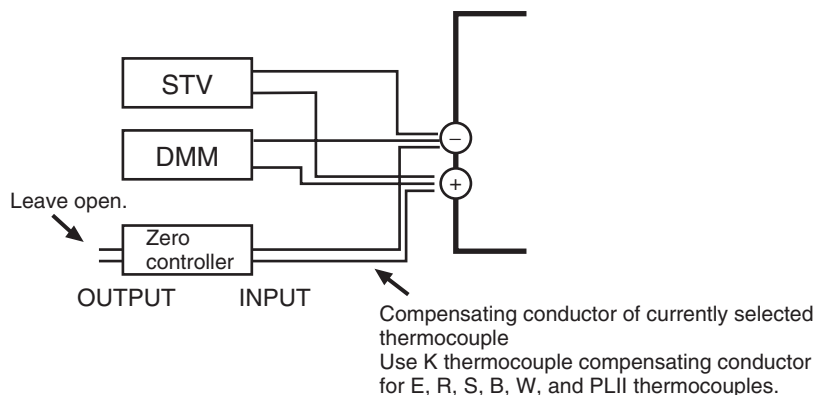 STV
DMM
−
+
Leave open.
Zero
controller
OUTPUT
INPUT
Compensating conductor of currently selected
thermocouple
Use K thermocouple compensating conductor
for E, R, S, B, W, and PLII thermocouples.